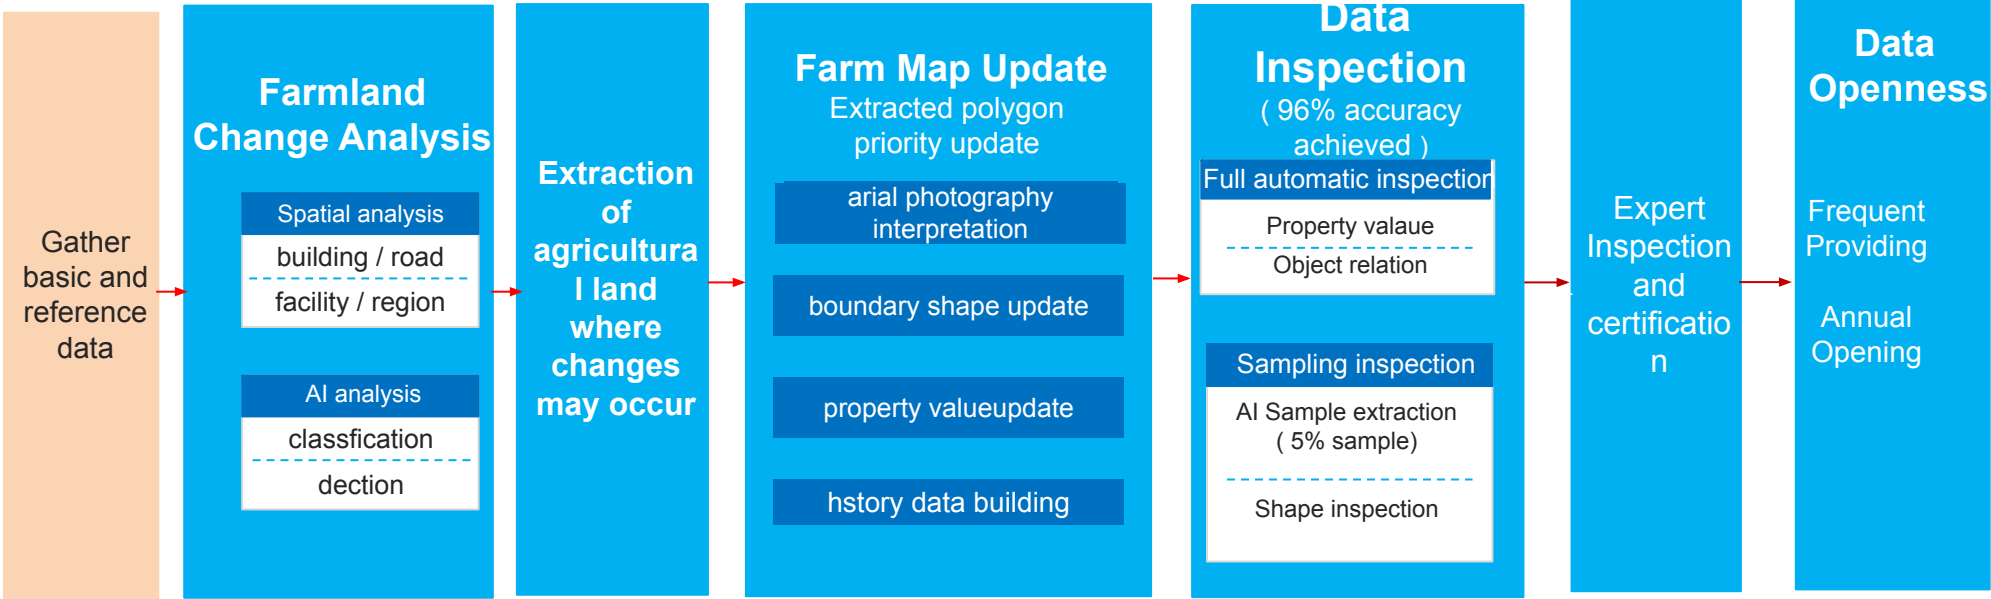 Gather
basic and
reference
data
Farmland
Change Analysis
Spatial analysis
building / road
facility / region
AI analysis
classfication
dection
Extraction
of
agricultura
l land
where
changes
may occur
Farm Map Update
Extracted polygon
priority update
arial photography
interpretation
boundary shape update
property valueupdate
hstory data building
Data
Inspection
( 96% accuracy
achieved )
Full automatic inspection
Property valaue
Object relation
Sampling inspection
AI Sample extraction
( 5% sample)
Shape inspection
Expert
Inspection
and
certificatio
n
Data
Openness
Frequent
Providing
Annual
Opening